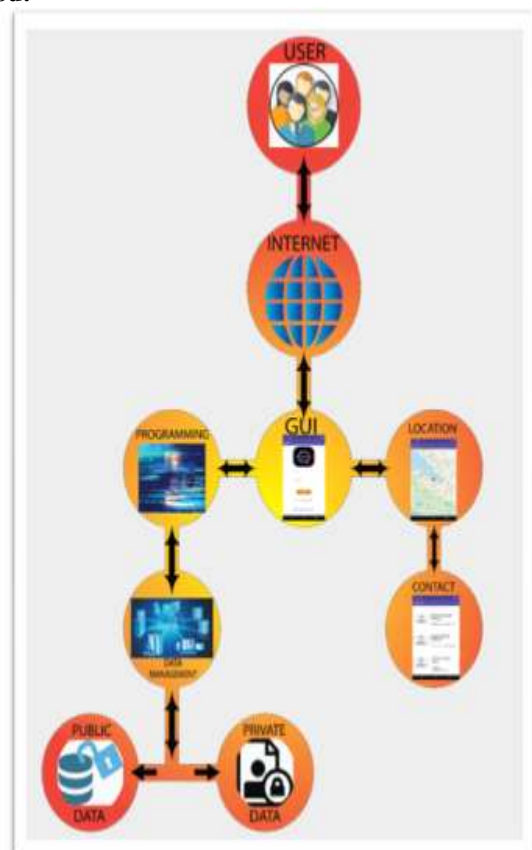 USER
INTERNET
GUI
PROGRAMMING
LOCATION
CONTACT
DATA
MANAGEMENT
PUBLIC
DATA
PRIVATE
DATA